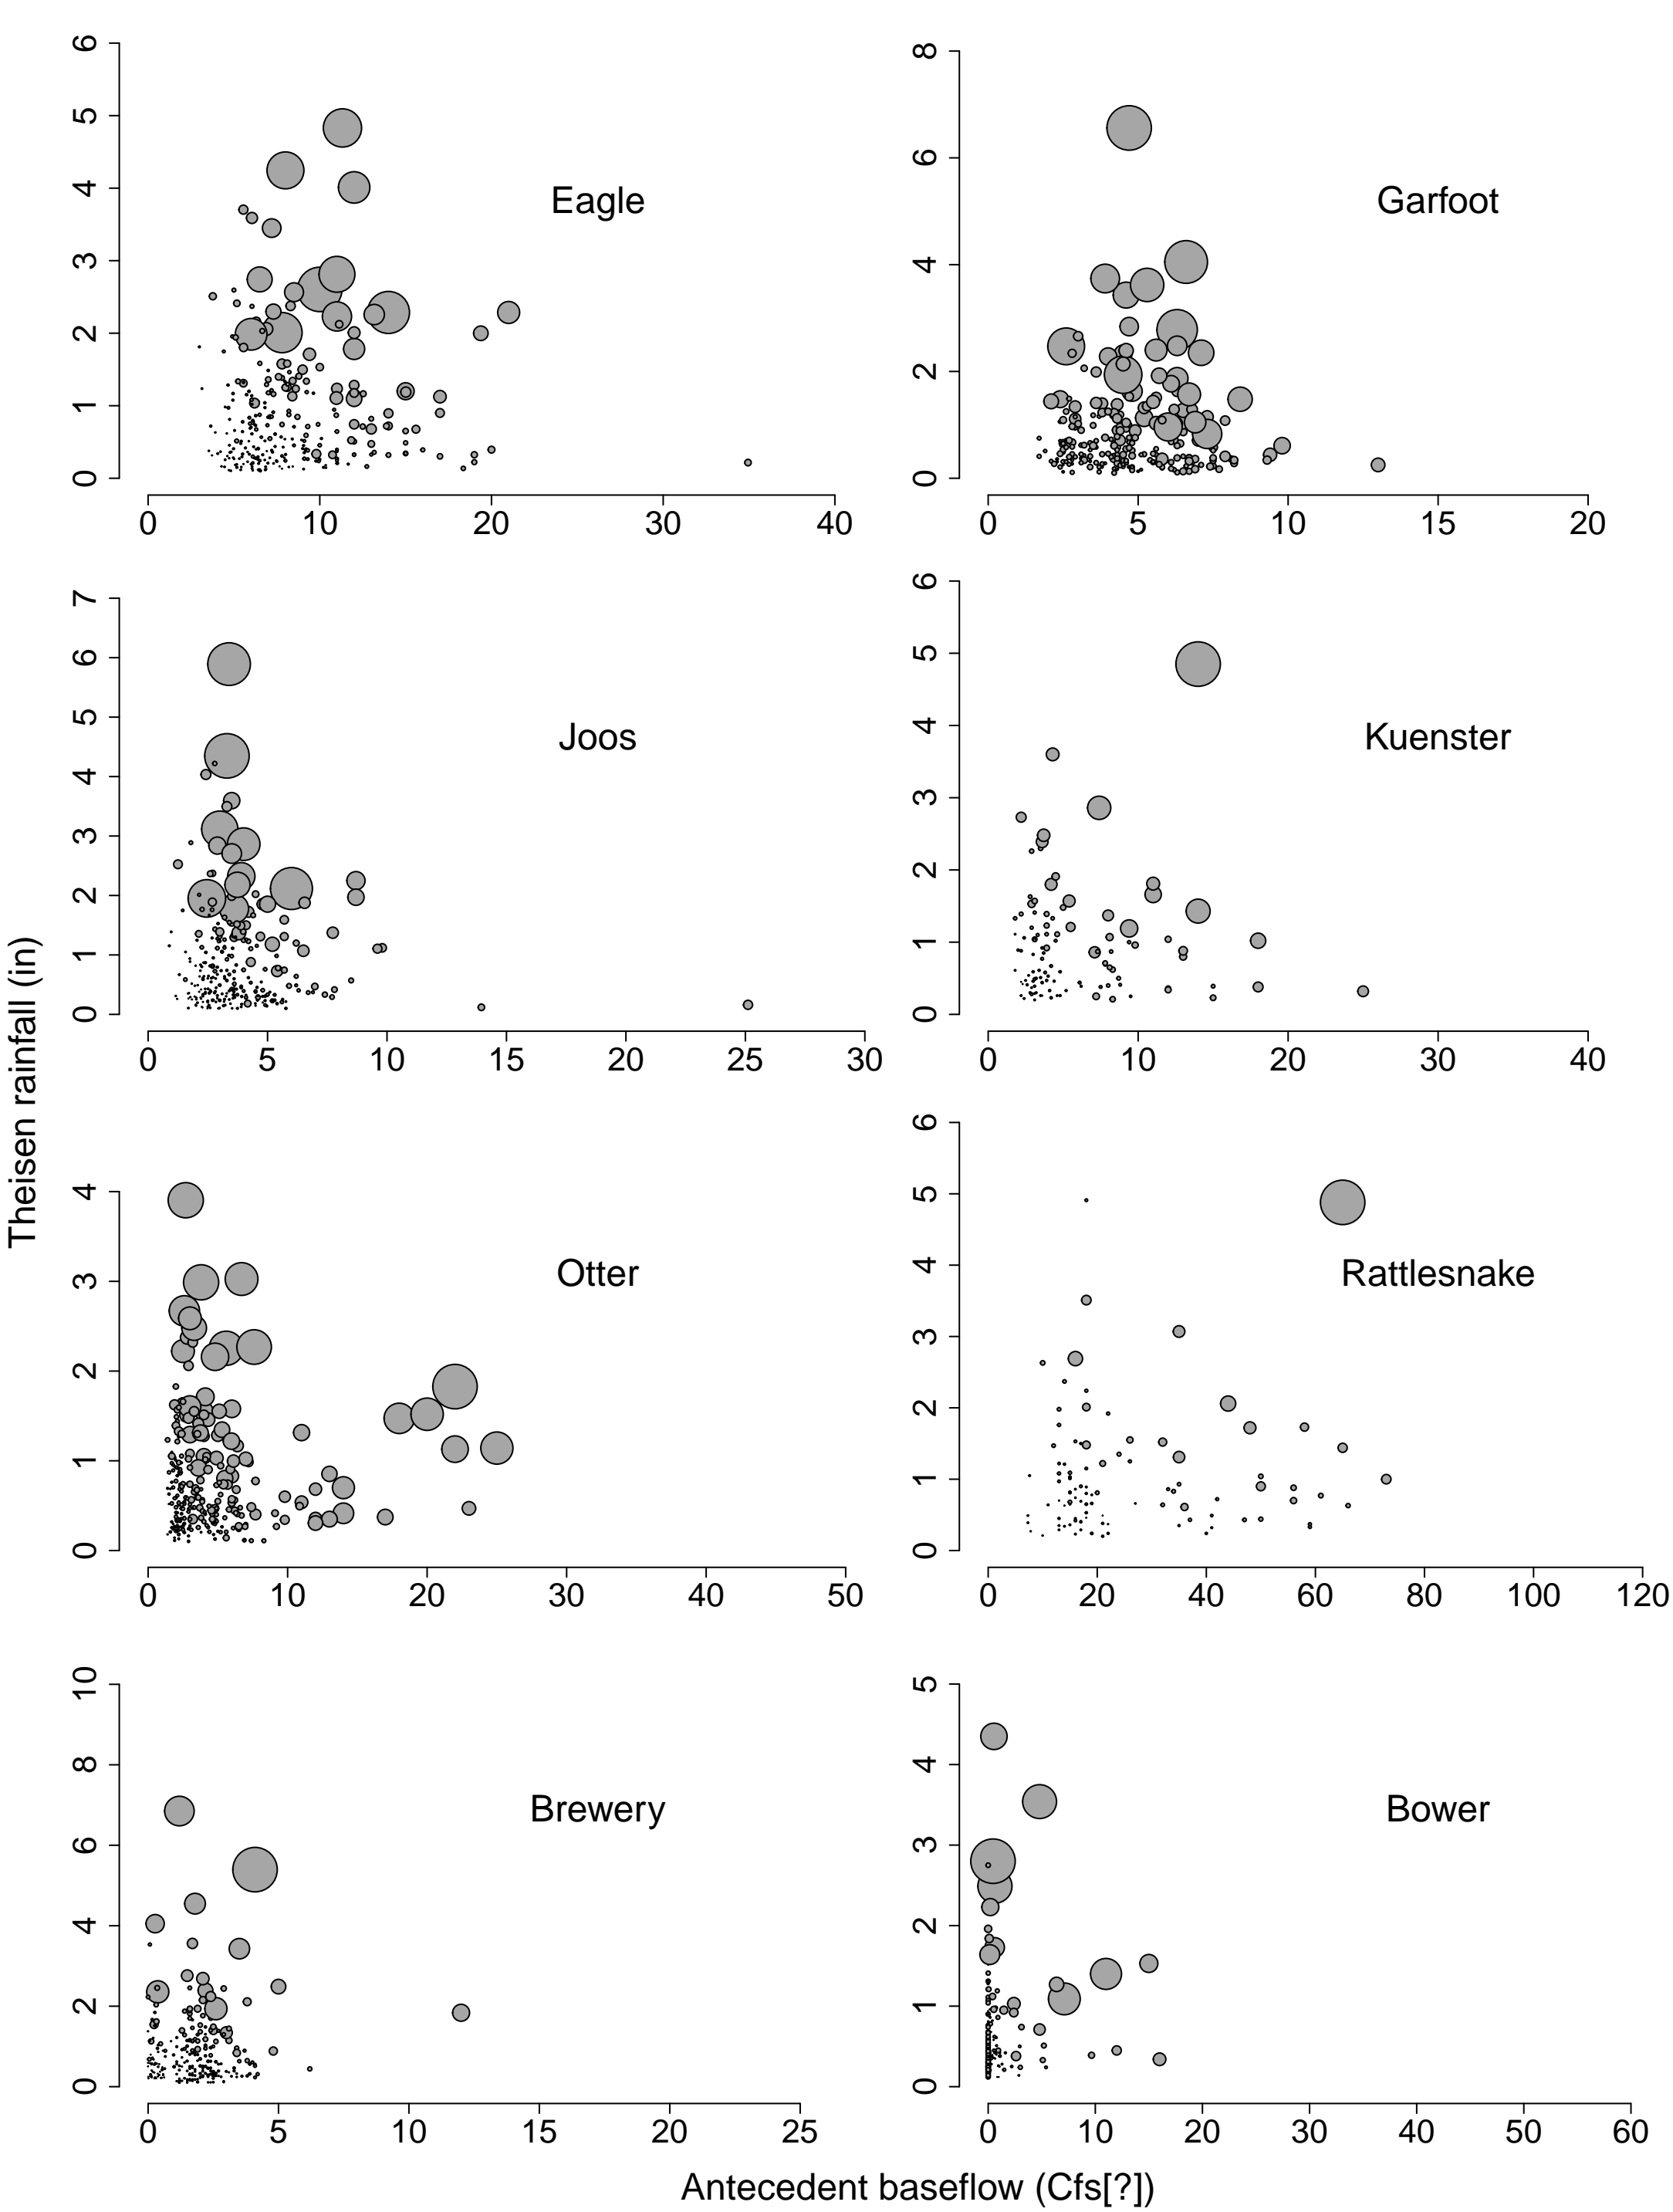 Theisen rainfall (in)
0 1 2 3 4 5 6
Eagle
0 10 20 30 40
0 2 4 6 8
Garfoot
0 5 10 15 20
0 1 2 3 4 5 6 7
Joos
0 5 10 15 20 25 30
0 1 2 3 4 5 6
Kuenster
0 10 20 30 40
0 1 2 3 4
Otter
0 10 20 30 40 50
0 1 2 3 4 5 6
Rattlesnake
0 20 40 60 80 100 120
0 2 4 6 8 10
Brewery
0 5 10 15 20 25
0 1 2 3 4 5
Bower
0 10 20 30 40 50 60
Antecedent baseflow (Cfs[?])